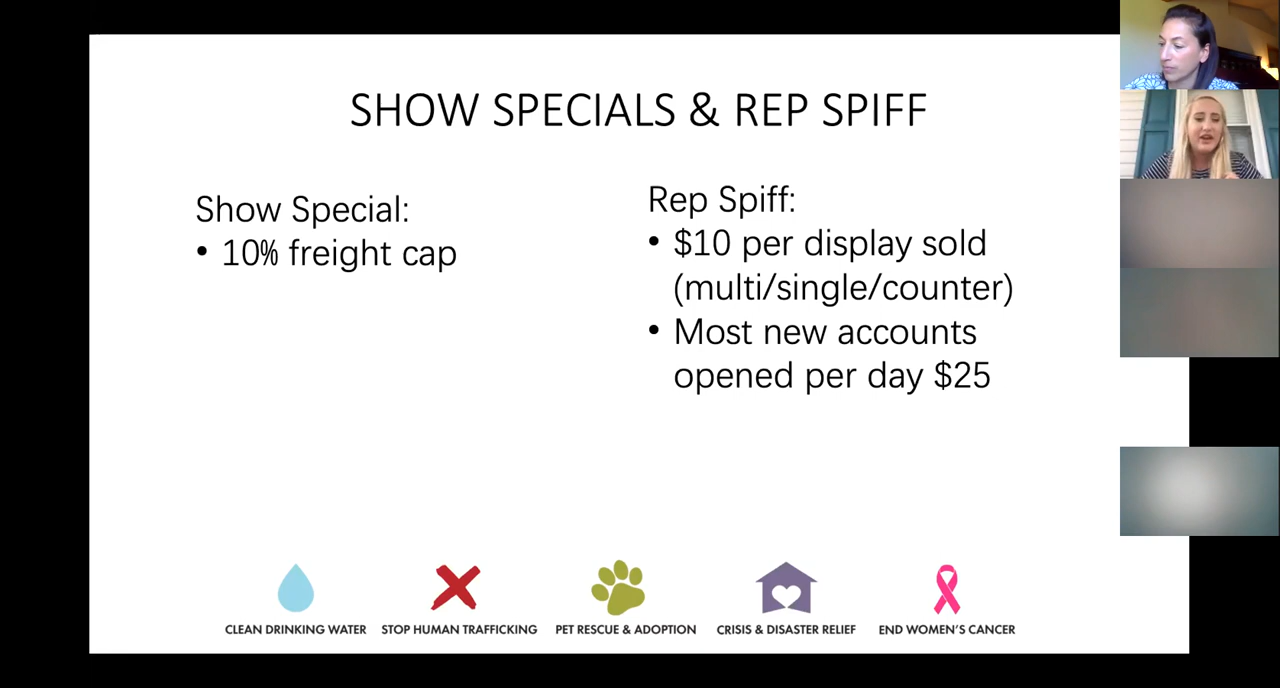 SHOW SPECIALS & REP SPIFF
Show Special:
• 10% freight cap
Rep Spiff:
• $10 per display sold
(multi/single/counter)
• Most new accounts
opened per day $25
CLEAN DRINKING WATER
STOP HUMAN TRAFFICKING
PET RESCUE & ADOPTION
CRISIS & DISASTER RELIEF
END WOMEN'S CANCER